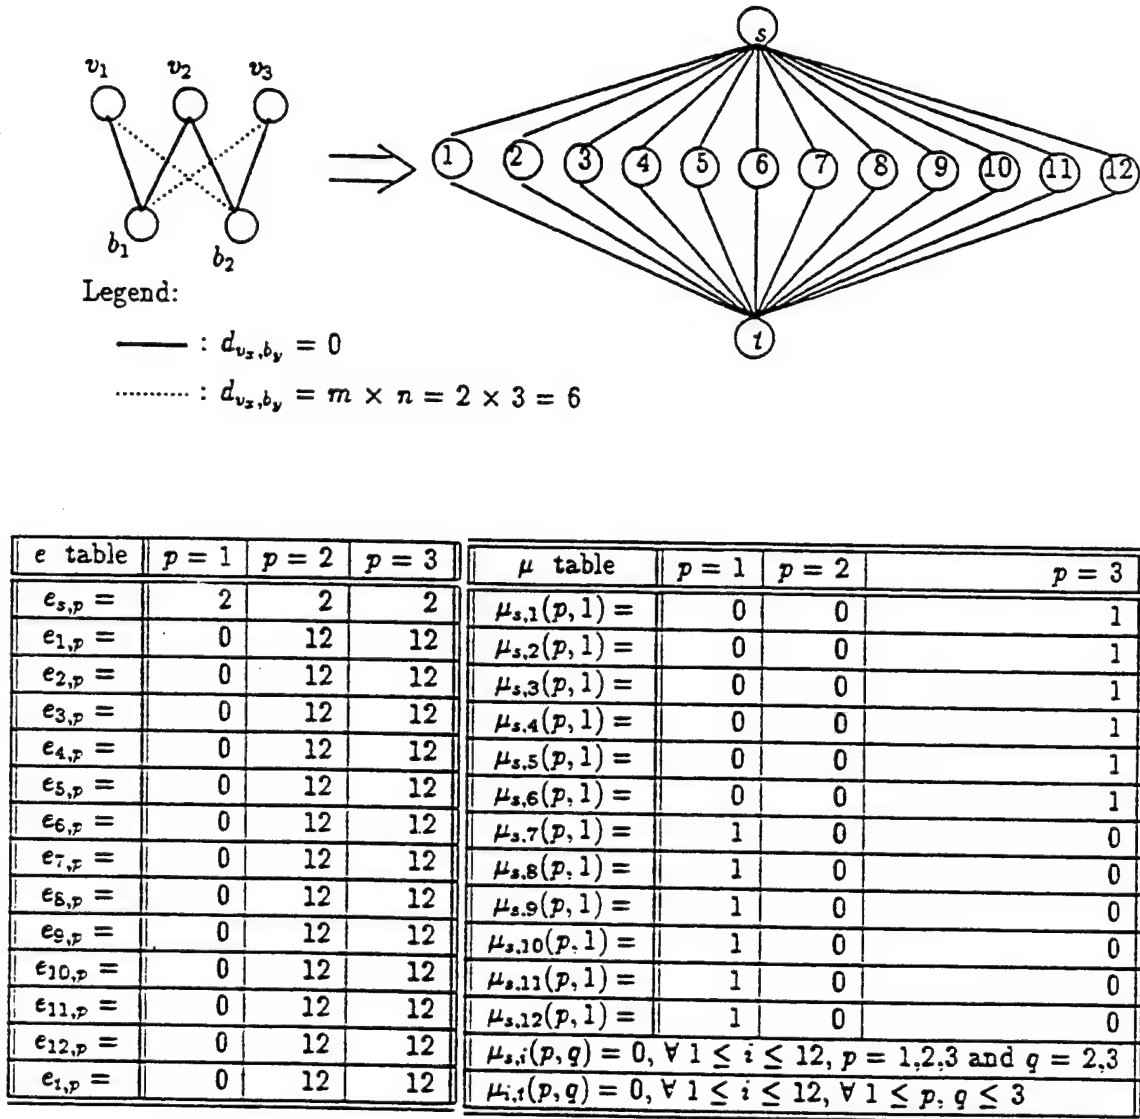 s
v₁ v₂ v₃
1 2 3 4 5 6 7 8 9 10 11 12
b₁ b₂
t
Legend:
: d_{v_x,b_y} = 0
: d_{v_x,b_y} = m × n = 2 × 3 = 6
e table | p = 1 | p = 2 | p = 3
e_{s,p} = | 2 | 2 | 2
e_{1,p} = | 0 | 12 | 12
e_{2,p} = | 0 | 12 | 12
e_{3,p} = | 0 | 12 | 12
e_{4,p} = | 0 | 12 | 12
e_{5,p} = | 0 | 12 | 12
e_{6,p} = | 0 | 12 | 12
e_{7,p} = | 0 | 12 | 12
e_{8,p} = | 0 | 12 | 12
e_{9,p} = | 0 | 12 | 12
e_{10,p} = | 0 | 12 | 12
e_{11,p} = | 0 | 12 | 12
e_{12,p} = | 0 | 12 | 12
e_{t,p} = | 0 | 12 | 12
μ table | p = 1 | p = 2 | p = 3
μ_{s,1}(p, 1) = | 0 | 0 | 1
μ_{s,2}(p, 1) = | 0 | 0 | 1
μ_{s,3}(p, 1) = | 0 | 0 | 1
μ_{s,4}(p, 1) = | 0 | 0 | 1
μ_{s,5}(p, 1) = | 0 | 0 | 1
μ_{s,6}(p, 1) = | 0 | 0 | 1
μ_{s,7}(p, 1) = | 1 | 0 | 0
μ_{s,8}(p, 1) = | 1 | 0 | 0
μ_{s,9}(p, 1) = | 1 | 0 | 0
μ_{s,10}(p, 1) = | 1 | 0 | 0
μ_{s,11}(p, 1) = | 1 | 0 | 0
μ_{s,12}(p, 1) = | 1 | 0 | 0
μ_{s,i}(p, q) = 0, ∀ 1 ≤ i ≤ 12, p = 1,2,3 and q = 2,3
μ_{i,t}(p, q) = 0, ∀ 1 ≤ i ≤ 12, ∀ 1 ≤ p, q ≤ 3